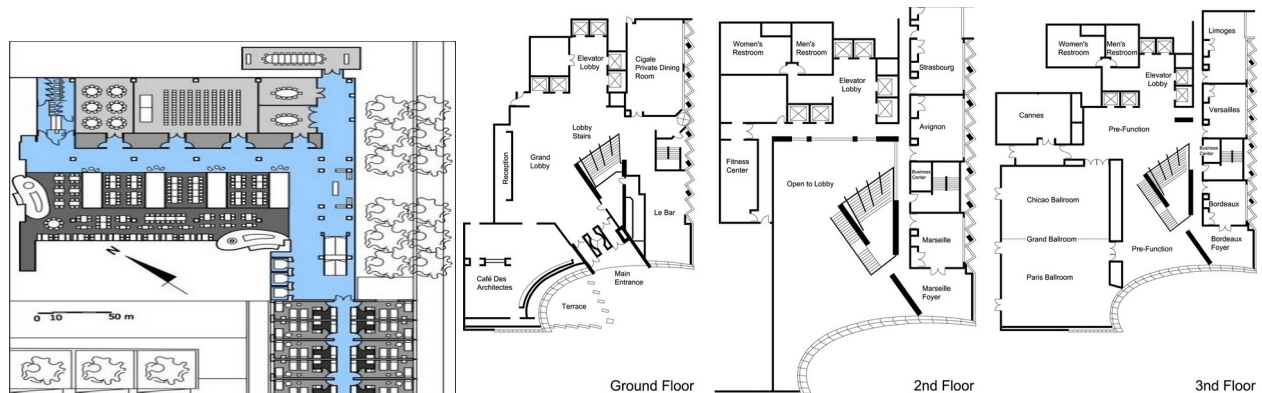 N
0 10 50 m
Elevator
Lobby
Cigale
Private Dining
Room
Lobby
Stairs
Reception
Grand
Lobby
Le Bar
Café Des
Architectes
Main
Entrance
Terrace
Ground Floor
Women's
Restroom
Men's
Restroom
Elevator
Lobby
Strasbourg
Avignon
Fitness
Center
Open to Lobby
Business
Center
Marseille
Marseille
Foyer
2nd Floor
Women's
Restroom
Men's
Restroom
Limoges
Elevator
Lobby
Versailles
Cannes
Pre-Function
Business
Center
Chicao Ballroom
Bordeaux
Grand Ballroom
Pre-Function
Bordeaux
Foyer
Paris Ballroom
3nd Floor